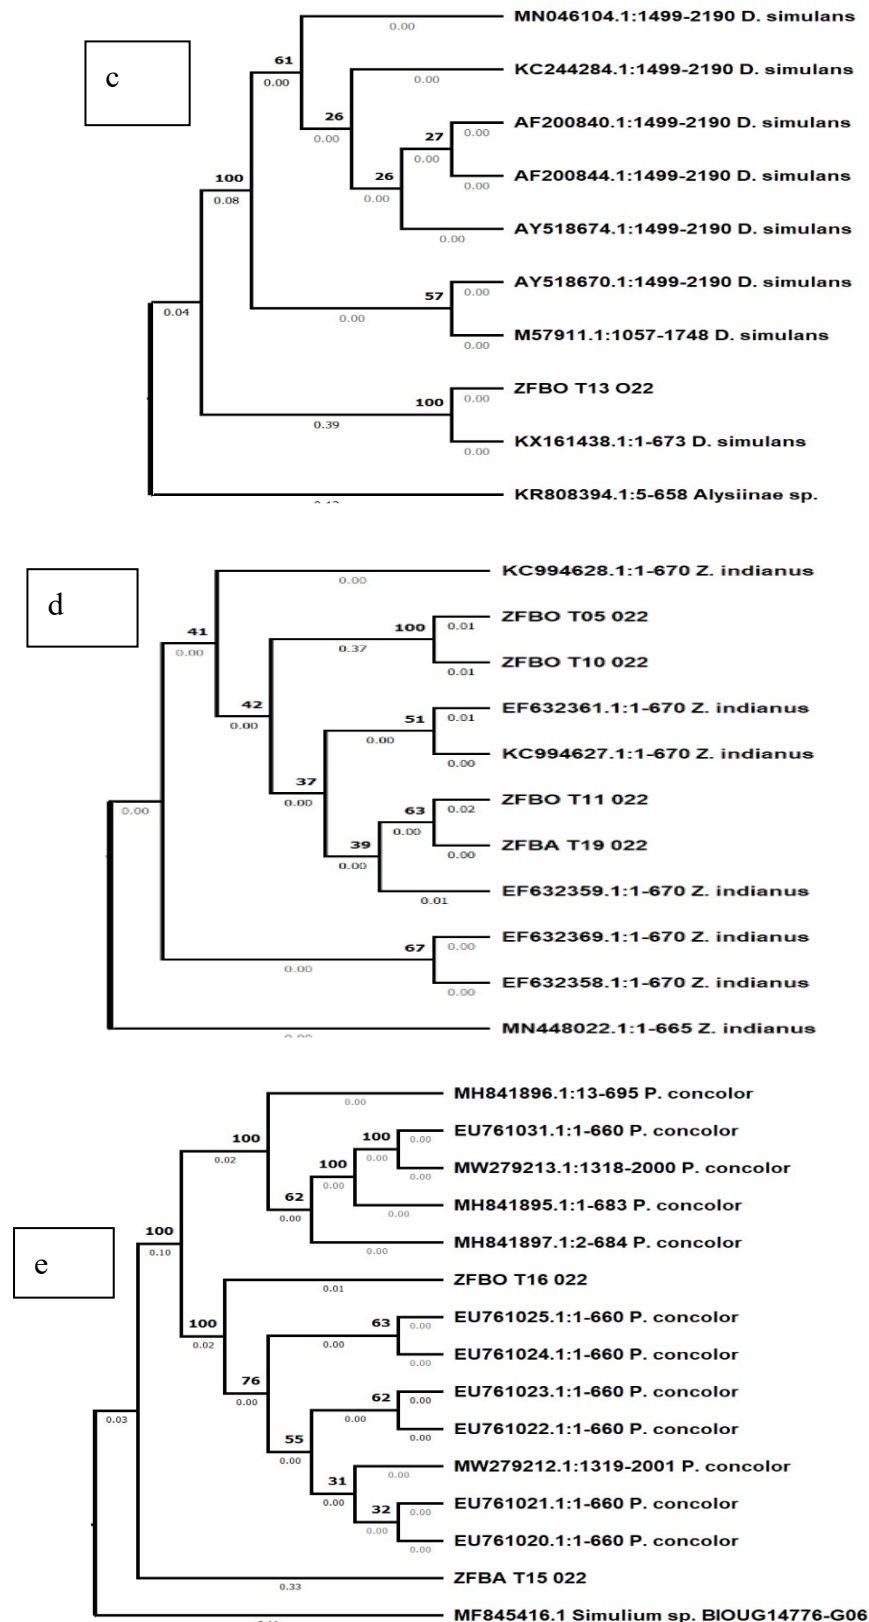 MN046104.1:1499-2190 D. simulans
0.00
61
0.00
KC244284.1:1499-2190 D. simulans
0.00
26
0.00
AF200840.1:1499-2190 D. simulans
0.00
27
0.00
AF200844.1:1499-2190 D. simulans
0.00
26
0.00
AY518674.1:1499-2190 D. simulans
0.00
100
0.08
AY518670.1:1499-2190 D. simulans
0.00
57
0.00
M57911.1:1057-1748 D. simulans
0.00
0.04
ZFBO T13 O22
0.00
100
0.39
KX161438.1:1-673 D. simulans
0.00
KR808394.1:5-658 Alysiinae sp.
c
KC994628.1:1-670 Z. indianus
0.00
41
0.00
ZFBO T05 022
0.01
100
0.37
ZFBO T10 022
0.01
42
0.00
EF632361.1:1-670 Z. indianus
0.01
51
0.00
KC994627.1:1-670 Z. indianus
0.00
37
0.00
ZFBO T11 022
0.02
63
0.00
ZFBA T19 022
0.00
39
0.00
EF632359.1:1-670 Z. indianus
0.01
0.00
EF632369.1:1-670 Z. indianus
0.00
67
0.00
EF632358.1:1-670 Z. indianus
0.00
MN448022.1:1-665 Z. indianus
d
MH841896.1:13-695 P. concolor
0.00
100
0.02
EU761031.1:1-660 P. concolor
0.00
100
0.00
MW279213.1:1318-2000 P. concolor
0.00
100
0.00
MH841895.1:1-683 P. concolor
0.00
62
0.00
MH841897.1:2-684 P. concolor
0.00
100
0.10
ZFBO T16 022
0.01
100
0.02
EU761025.1:1-660 P. concolor
0.00
63
0.00
EU761024.1:1-660 P. concolor
0.00
76
0.00
EU761023.1:1-660 P. concolor
0.00
62
0.00
EU761022.1:1-660 P. concolor
0.00
55
0.00
MW279212.1:1319-2001 P. concolor
0.00
31
0.00
EU761021.1:1-660 P. concolor
0.00
32
0.00
EU761020.1:1-660 P. concolor
0.00
0.03
ZFBA T15 022
0.33
MF845416.1 Simulium sp. BIOUG14776-G06
e